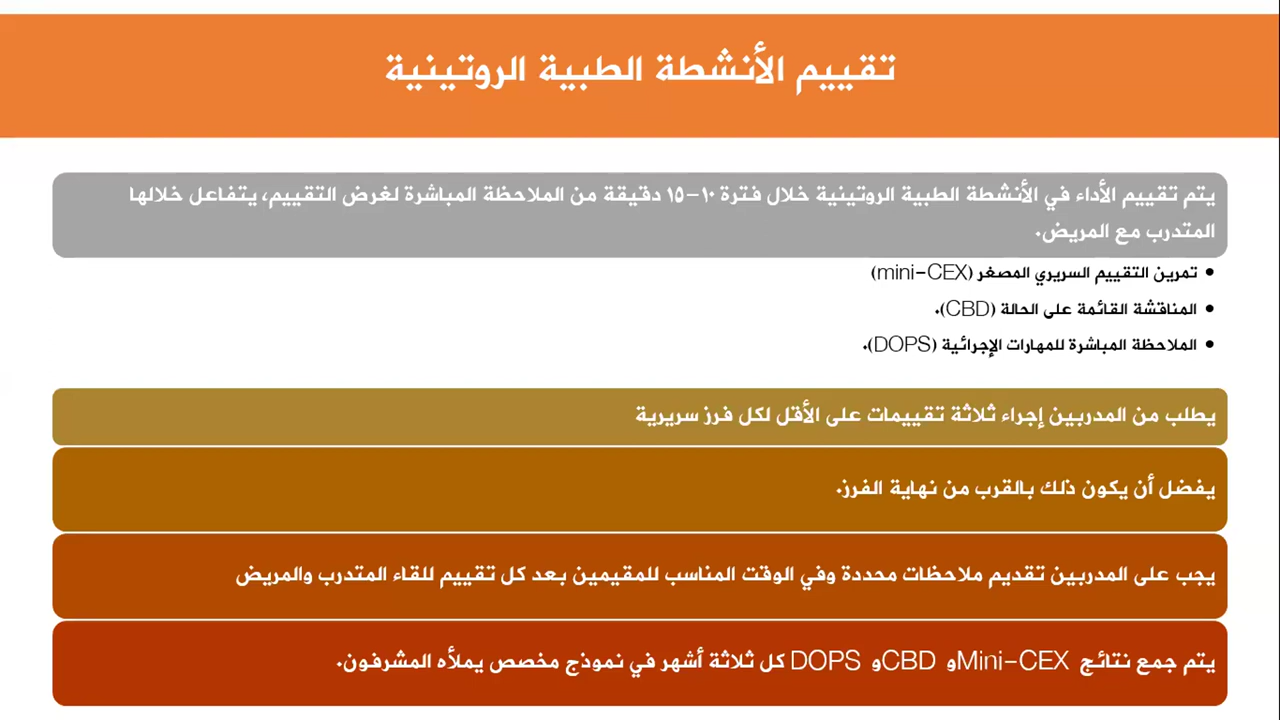 تقييم الأنشطة الطبية الروتينية
يتم تقييم الأداء في الأنشطة الطبية الروتينية خلال فترة ١٠-١٥ دقيقة من الملاحظة المباشرة لغرض التقييم، يتفاعل خلالها
المتدرب مع المريض.
• تمرين التقييم السريري المصغر (mini-CEX)
• المناقشة القائمة على الحالة (CBD).
• الملاحظة المباشرة للمهارات الإجرائية (DOPS).
يطلب من المدربين إجراء ثلاثة تقييمات على الأقل لكل فرز سريرية
يفضل أن يكون ذلك بالقرب من نهاية الفرز.
يجب على المدربين تقديم ملاحظات محددة وفي الوقت المناسب للمقيمين بعد كل تقييم للقاء المتدرب والمريض
يتم جمع نتائج Mini-CEX وCBD و DOPS كل ثلاثة أشهر في نموذج مخصص يملأه المشرفون.